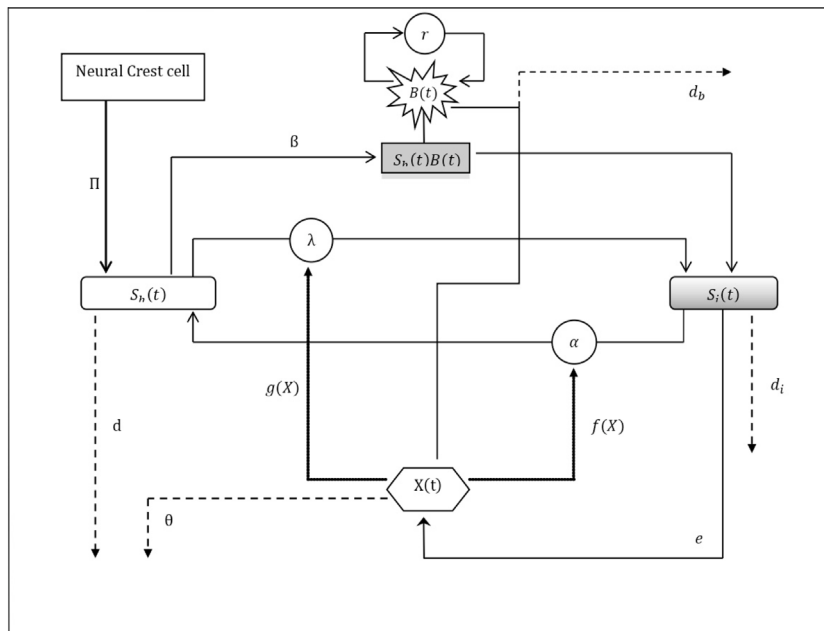 r
Neural Crest cell
B(t)
d_b
ß
S_h(t)B(t)
Π
λ
S_h(t)
S_i(t)
α
g(X)
f(X)
d_i
d
X(t)
θ
e